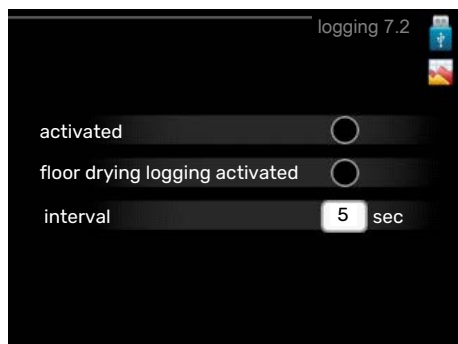 logging 7.2
activated
floor drying logging activated
interval 5 sec